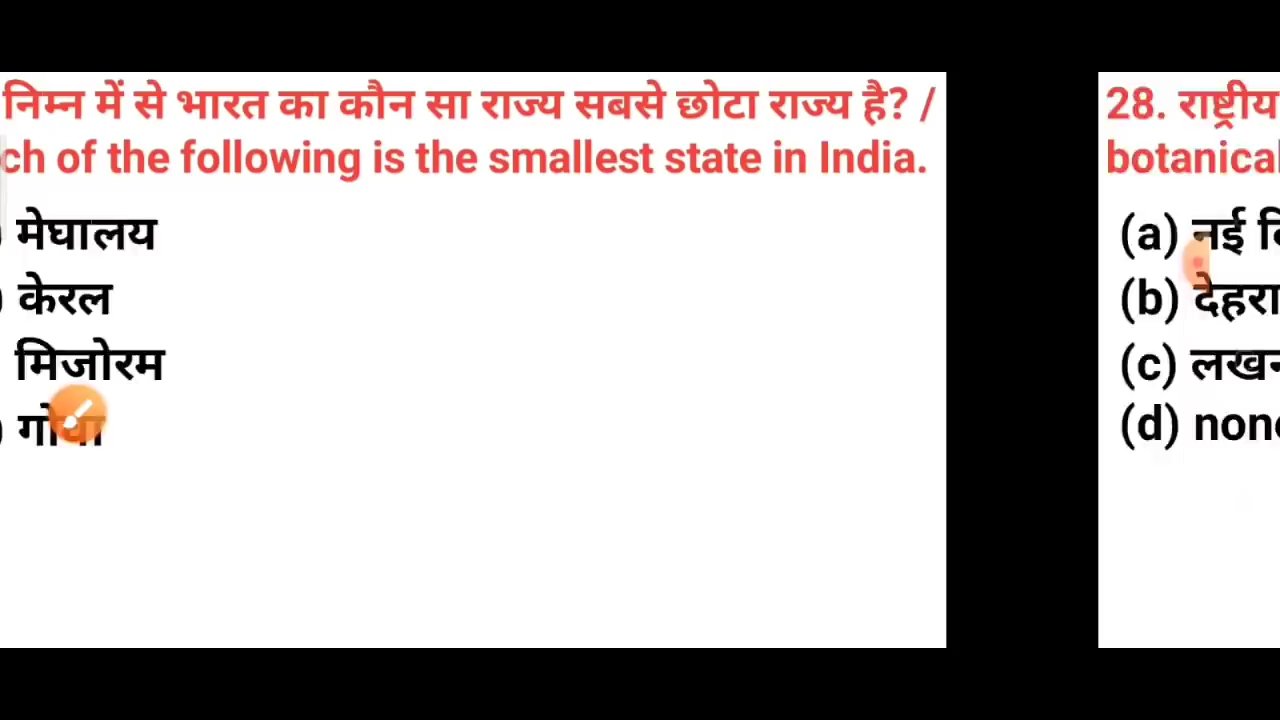 निम्न में से भारत का कौन सा राज्य सबसे छोटा राज्य है? /
ch of the following is the smallest state in India.
) मेघालय
) केरल
मिजोरम
) गोवा
28. राष्ट्रीय
botanical
(a) नई
(b) देहरा
(c) लखन
(d) none